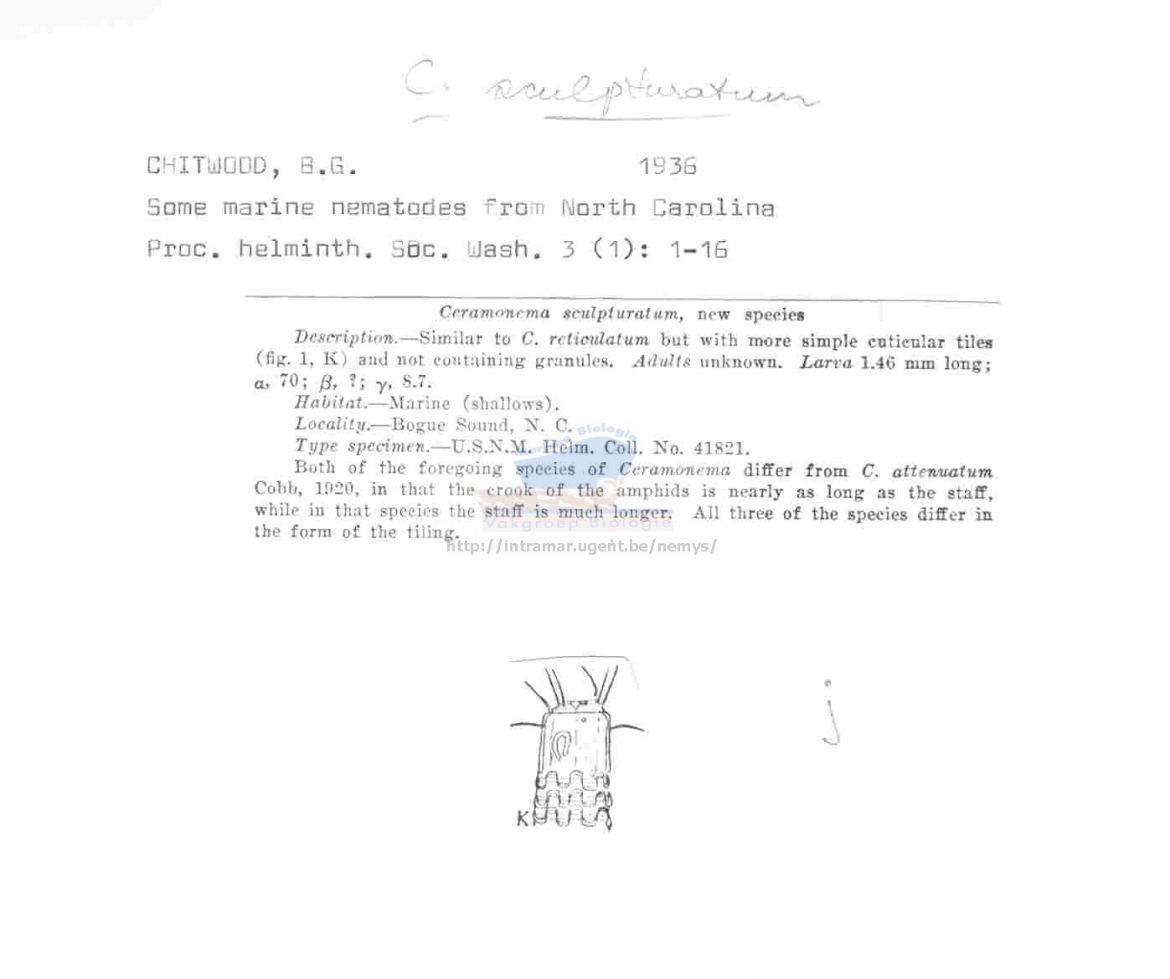 C. sculpturatum
CHITWOOD, B.G. 1936
Some marine nematodes from North Carolina
Proc. helminth. Soc. Wash. 3 (1): 1-16
Ceramonema sculpturatum, new species
Description.—Similar to C. reticulatum but with more simple cuticular tiles
(fig. 1, K) and not containing granules. Adults unknown. Larva 1.46 mm long;
α, 70; β, ?; γ, 8.7.
Habitat.—Marine (shallows).
Locality.—Bogue Sound, N. C.
Type specimen.—U.S.N.M. Helm. Coll. No. 41821.
Both of the foregoing species of Ceramonema differ from C. attenuatum
Cobb, 1920, in that the crook of the amphids is nearly as long as the staff,
while in that species the staff is much longer. All three of the species differ in
the form of the tiling.
Biologie
Vakgroep Biologie
http://intramar.ugent.be/nemys/
j
K